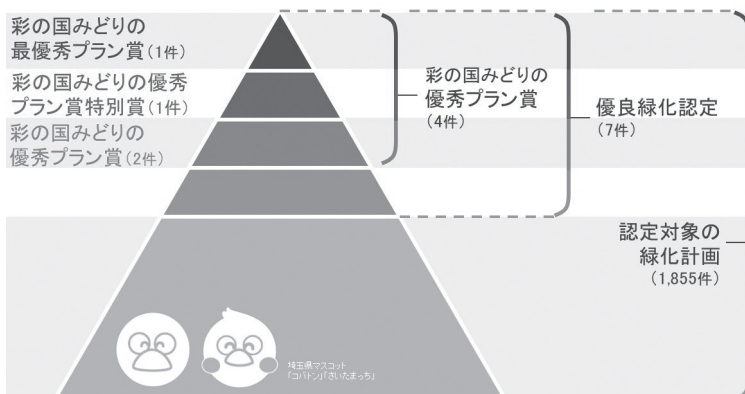 彩の国みどりの
最優秀プラン賞(1件)
彩の国みどりの優秀
プラン賞特別賞(1件)
彩の国みどりの
優秀プラン賞(2件)
彩の国みどりの
優秀プラン賞
(4件)
優良緑化認定
(7件)
認定対象の
緑化計画
(1,855件)
埼玉県マスコット
「コバトン」「さいたまっち」